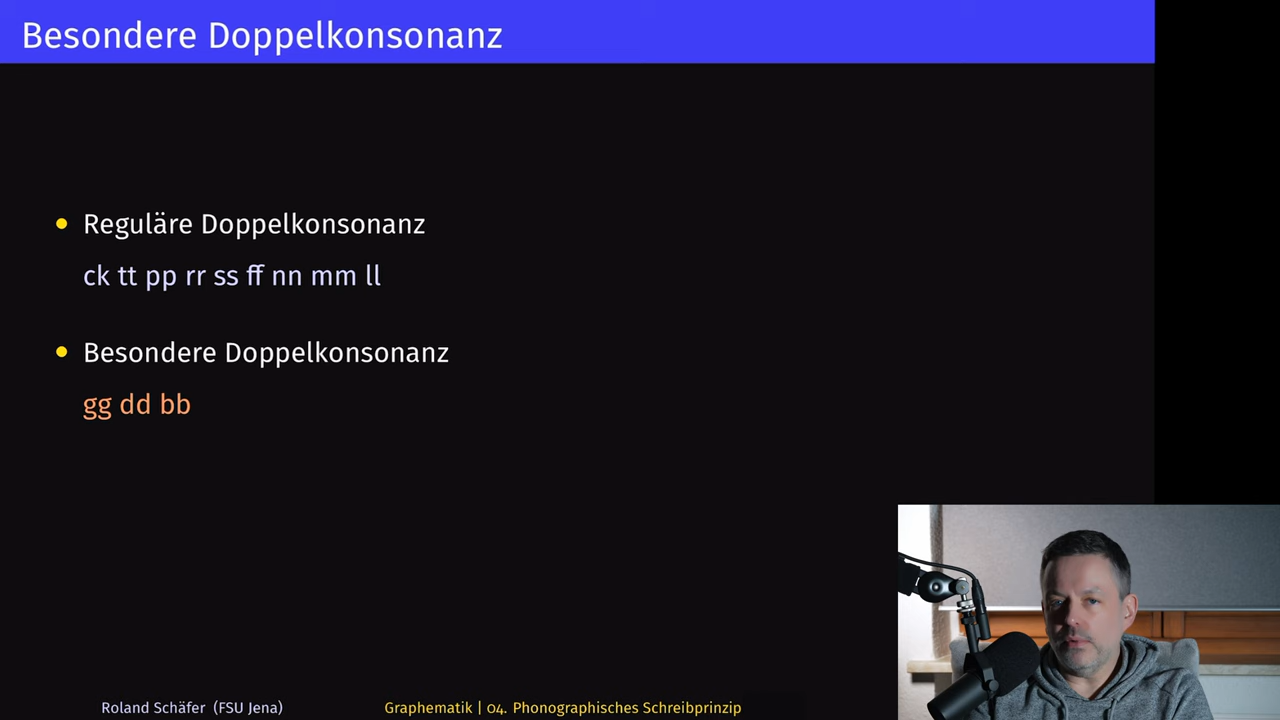 Besondere Doppelkonsonanz
Reguläre Doppelkonsonanz
ck tt pp rr ss ff nn mm ll
Besondere Doppelkonsonanz
gg dd bb
Roland Schäfer (FSU Jena)
Graphematik | 04. Phonographisches Schreibprinzip